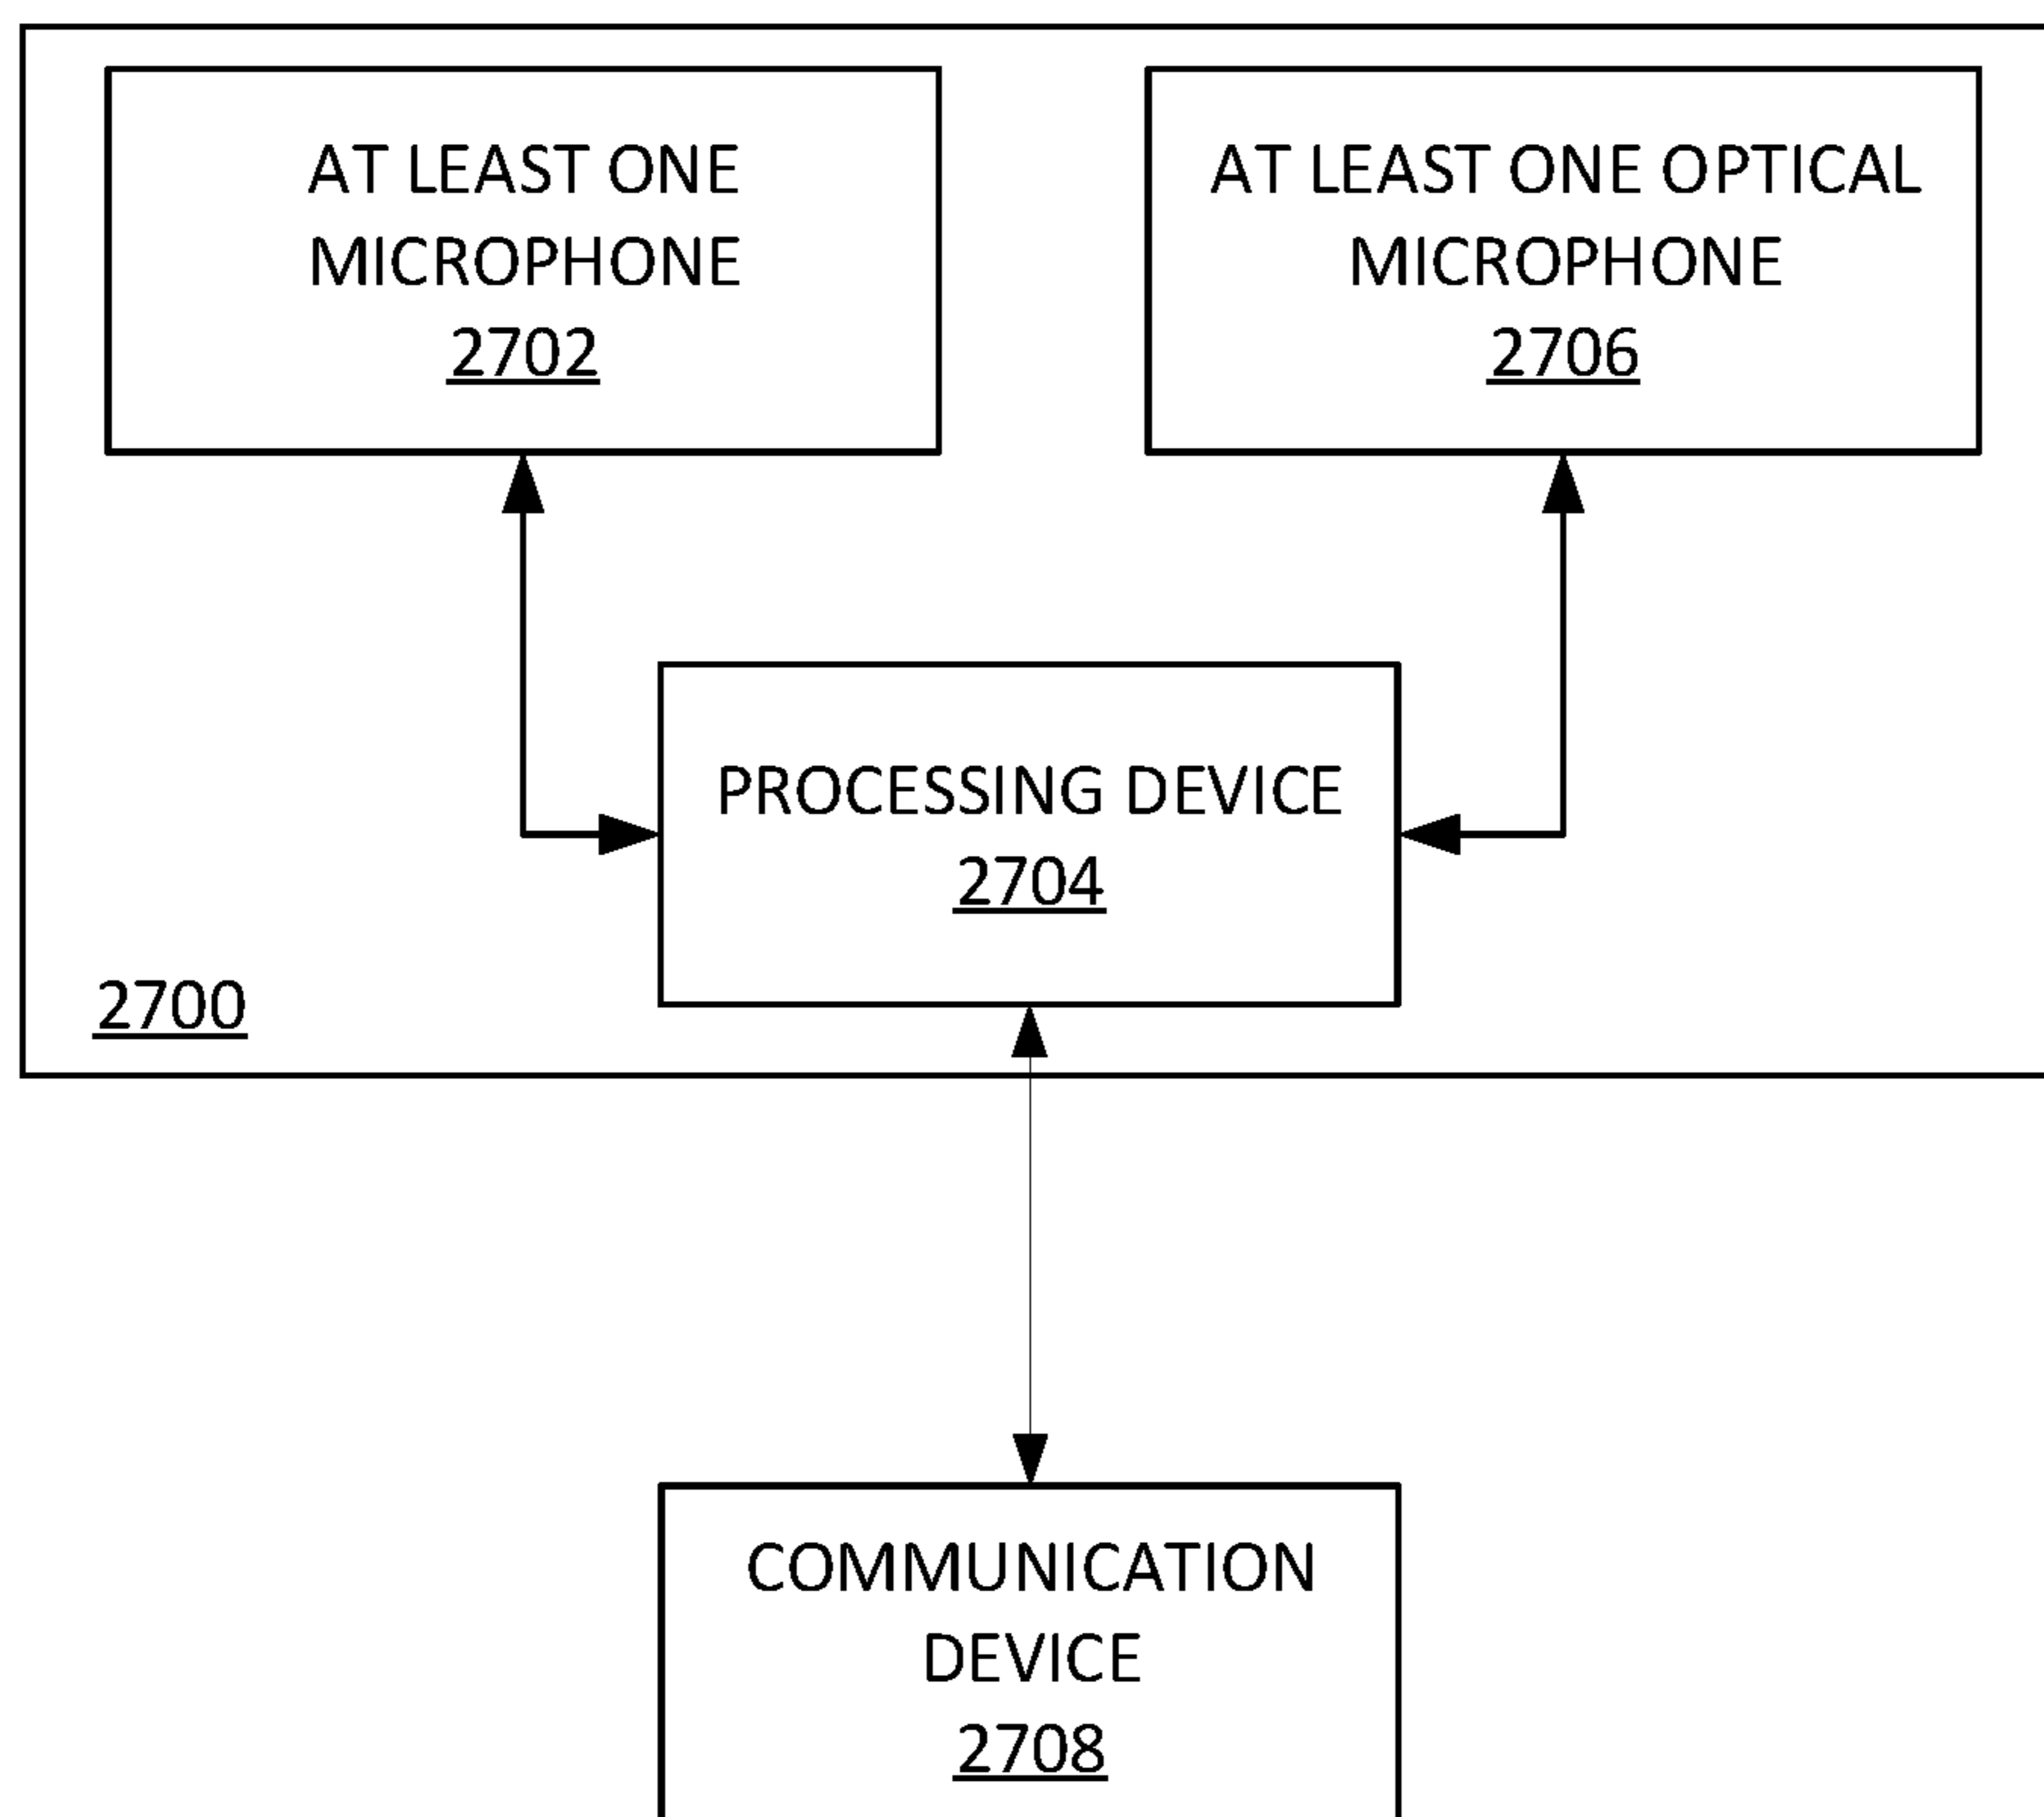 AT LEAST ONE
MICROPHONE
2702
AT LEAST ONE OPTICAL
MICROPHONE
2706
PROCESSING DEVICE
2704
2700
COMMUNICATION
DEVICE
2708